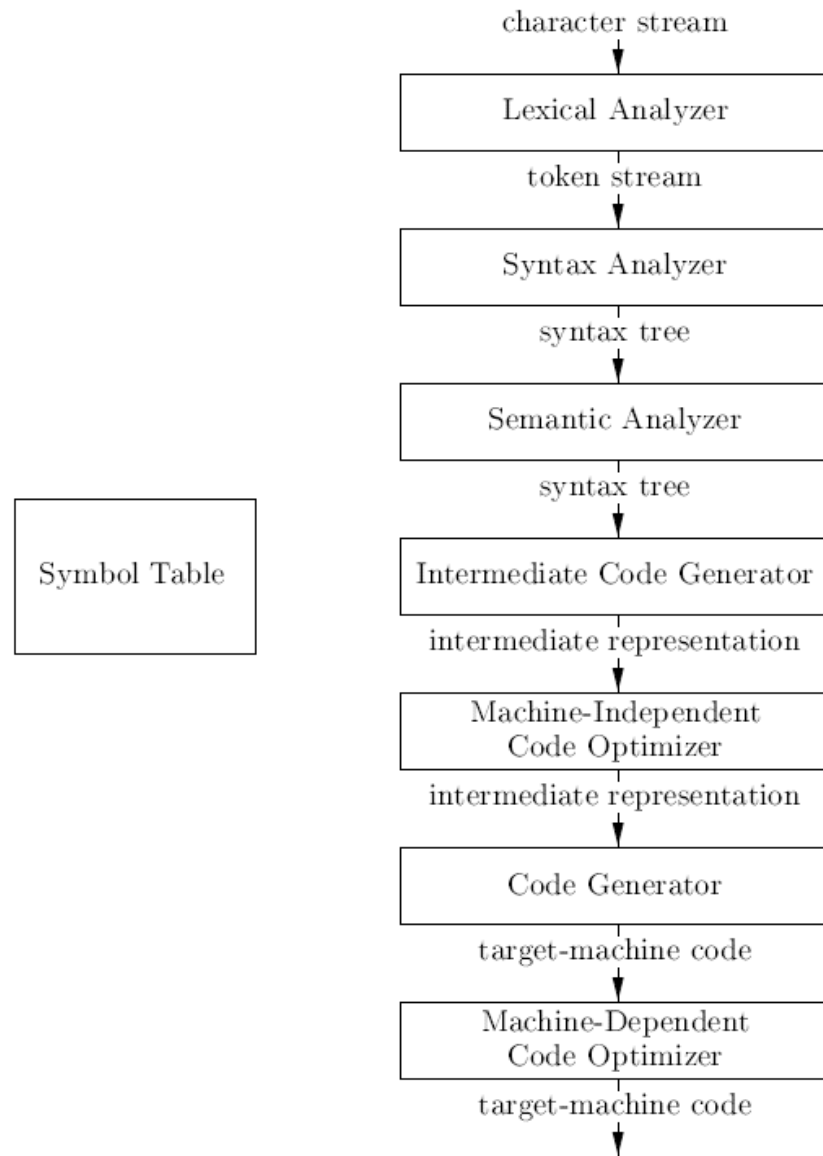 character stream
Lexical Analyzer
token stream
Syntax Analyzer
syntax tree
Semantic Analyzer
syntax tree
Symbol Table
Intermediate Code Generator
intermediate representation
Machine-Independent
Code Optimizer
intermediate representation
Code Generator
target-machine code
Machine-Dependent
Code Optimizer
target-machine code